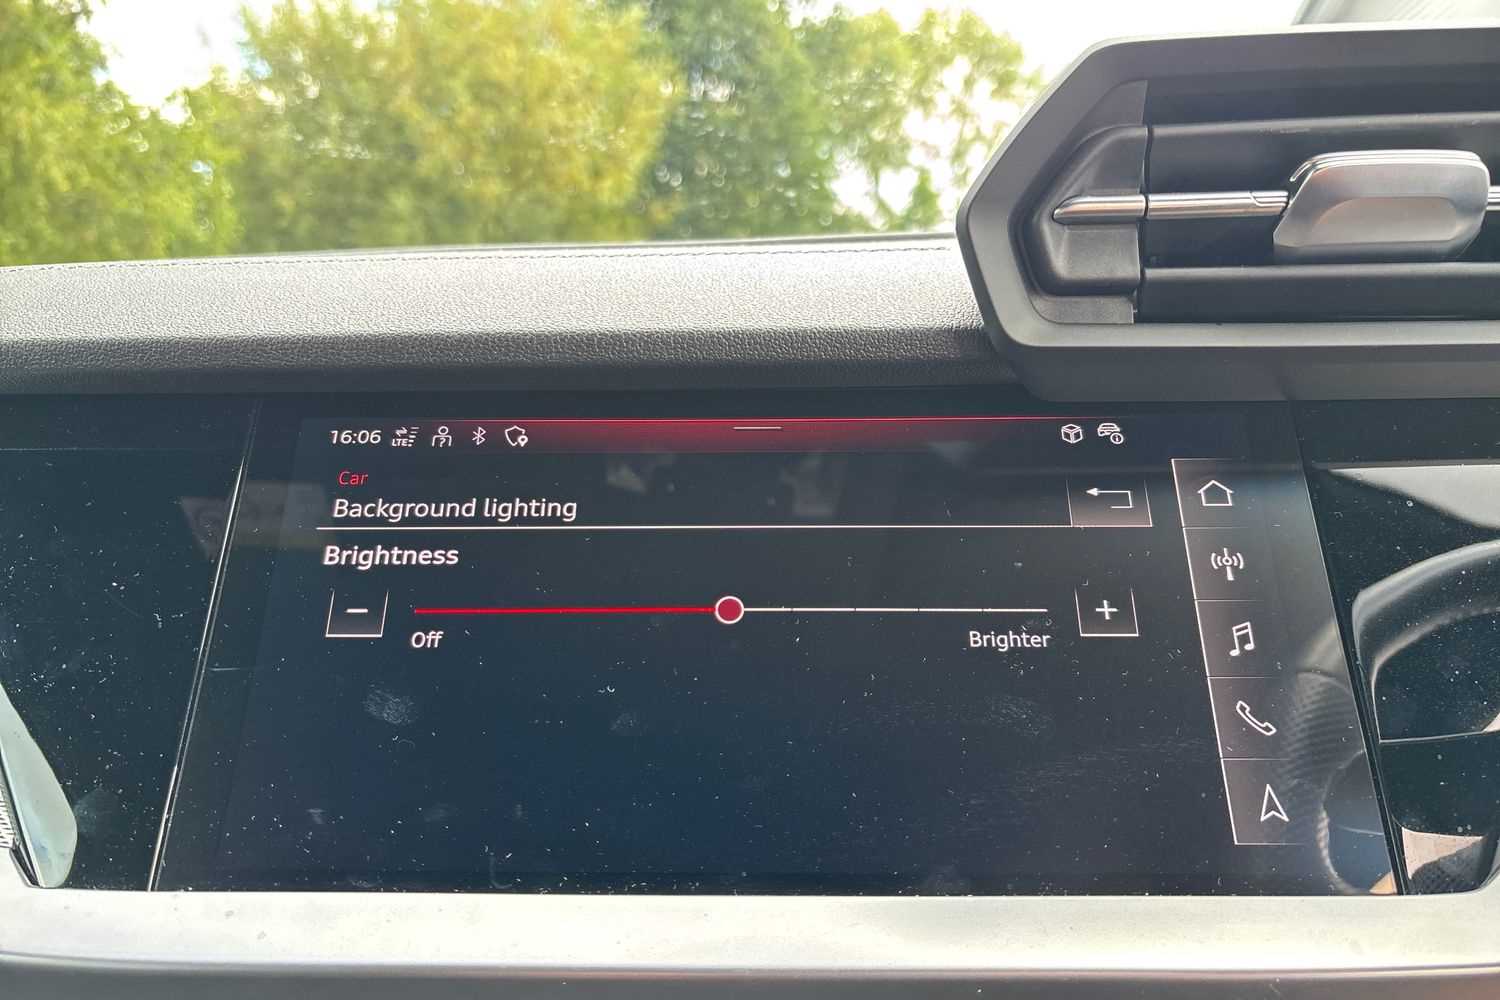 16:06 LTE
Car
Background lighting
Brightness
− +
Off Brighter